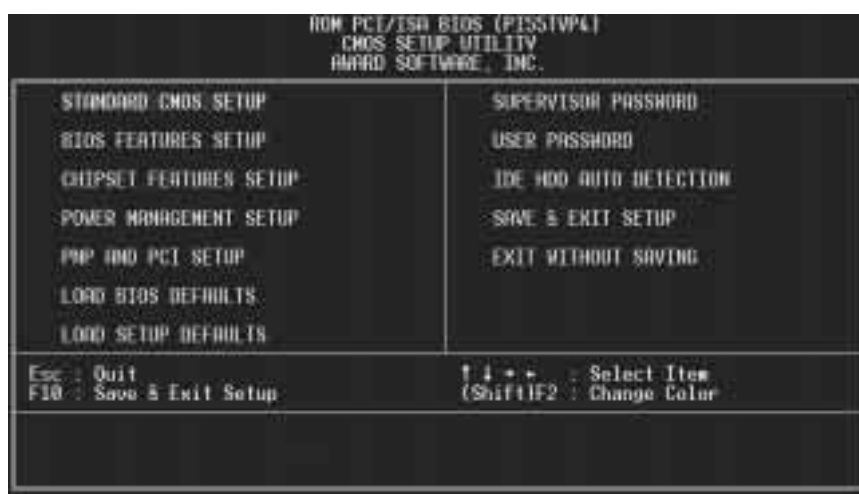 ROM PCI/ISA BIOS (PI55TVP4)
CMOS SETUP UTILITY
AWARD SOFTWARE, INC.
STANDARD CMOS SETUP
BIOS FEATURES SETUP
CHIPSET FEATURES SETUP
POWER MANAGEMENT SETUP
PNP AND PCI SETUP
LOAD BIOS DEFAULTS
LOAD SETUP DEFAULTS
SUPERVISOR PASSWORD
USER PASSWORD
IDE HDD AUTO DETECTION
SAVE & EXIT SETUP
EXIT WITHOUT SAVING
Esc : Quit
F10 : Save & Exit Setup
↑ ↓ → ← : Select Item
(Shift)F2 : Change Color